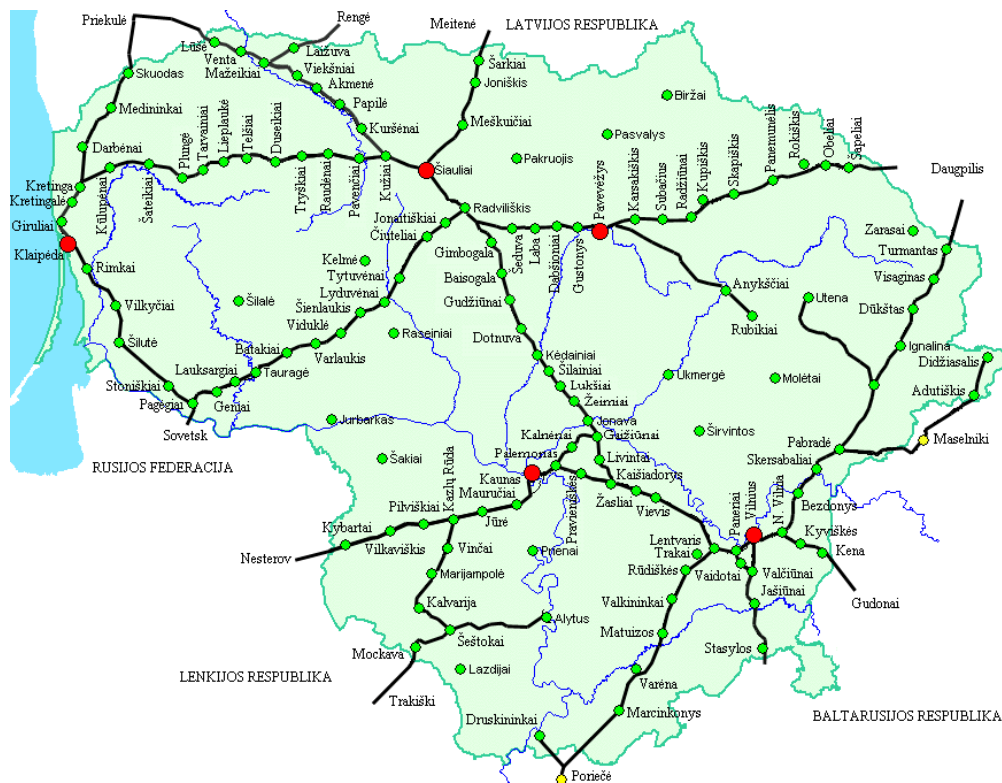 LATVIJOS RESPUBLIKA
Priekulė
Rengė
Meitenė
Lūšė
Venta
Mažeikiai
Laižuva
Viekšniai
Akmenė
Papilė
Kuršėnai
Šarkiai
Joniškis
Meškuičiai
Skuodas
Medininkai
Darbėnai
Kretinga
Kretingalė
Giruliai
Klaipėda
Kūlupėnai
Šateikiai
Plungė
Tarvainiai
Lieplaukė
Telšiai
Duseikiai
Tryškiai
Raudėnai
Pavenčiai
Kužiai
Šiauliai
Biržai
Pasvalys
Pakruojis
Radviliškis
Šeduva
Laba
Dabšioniai
Gustonys
Pavevėžys
Karsakiškis
Subačius
Radžiūnai
Kupiškis
Skapiškis
Panemunėlis
Rokiškis
Obeliai
Šapeliai
Daugpilis
Zarasai
Turmantas
Visaginas
Dūkštas
Ignalina
Didžiasalis
Adutiškis
Maselniki
Utena
Anykščiai
Rubikiai
Jonaitiškiai
Čiuteliai
Gimbogala
Baisogala
Gudžiūnai
Dotnuva
Kėdainiai
Šilainiai
Lukšiai
Žeimiai
Jonava
Kelmė
Tytuvėnai
Lyduvėnai
Šienlaukis
Viduklė
Varlaukis
Batakiai
Tauragė
Lauksargiai
Geniai
Raseiniai
Šilalė
Rimkai
Vilkyčiai
Šilutė
Stoniškiai
Pagėgiai
Sovetsk
RUSIJOS FEDERACIJA
Jurbarkas
Šakiai
Ukmergė
Molėtai
Širvintos
Pabradė
Skersabaliai
Bezdonys
Kalnėnai
Gaižiūnai
Palemonas
Livintai
Kaišiadorys
Kaunas
Pravieniškės
Žasliai
Vievis
Mauručiai
Jūrė
Kazlų Rūda
Pilviškiai
Vilkaviškis
Kybartai
Nesterov
Vinčai
Marijampolė
Kalvarija
Šeštokai
Mockava
Trakiški
Alytus
Prienai
Lazdijai
LENKIJOS RESPUBLIKA
Lentvaris
Trakai
Rūdiškės
Valkininkai
Matuizos
Varėna
Marcinkonys
Druskininkai
Poriečė
Paneriai
Vilnius
N. Vilnia
Kyviškės
Kena
Gudonai
Vaidotai
Valčiūnai
Jašiūnai
Stasylos
BALTARUSIJOS RESPUBLIKA